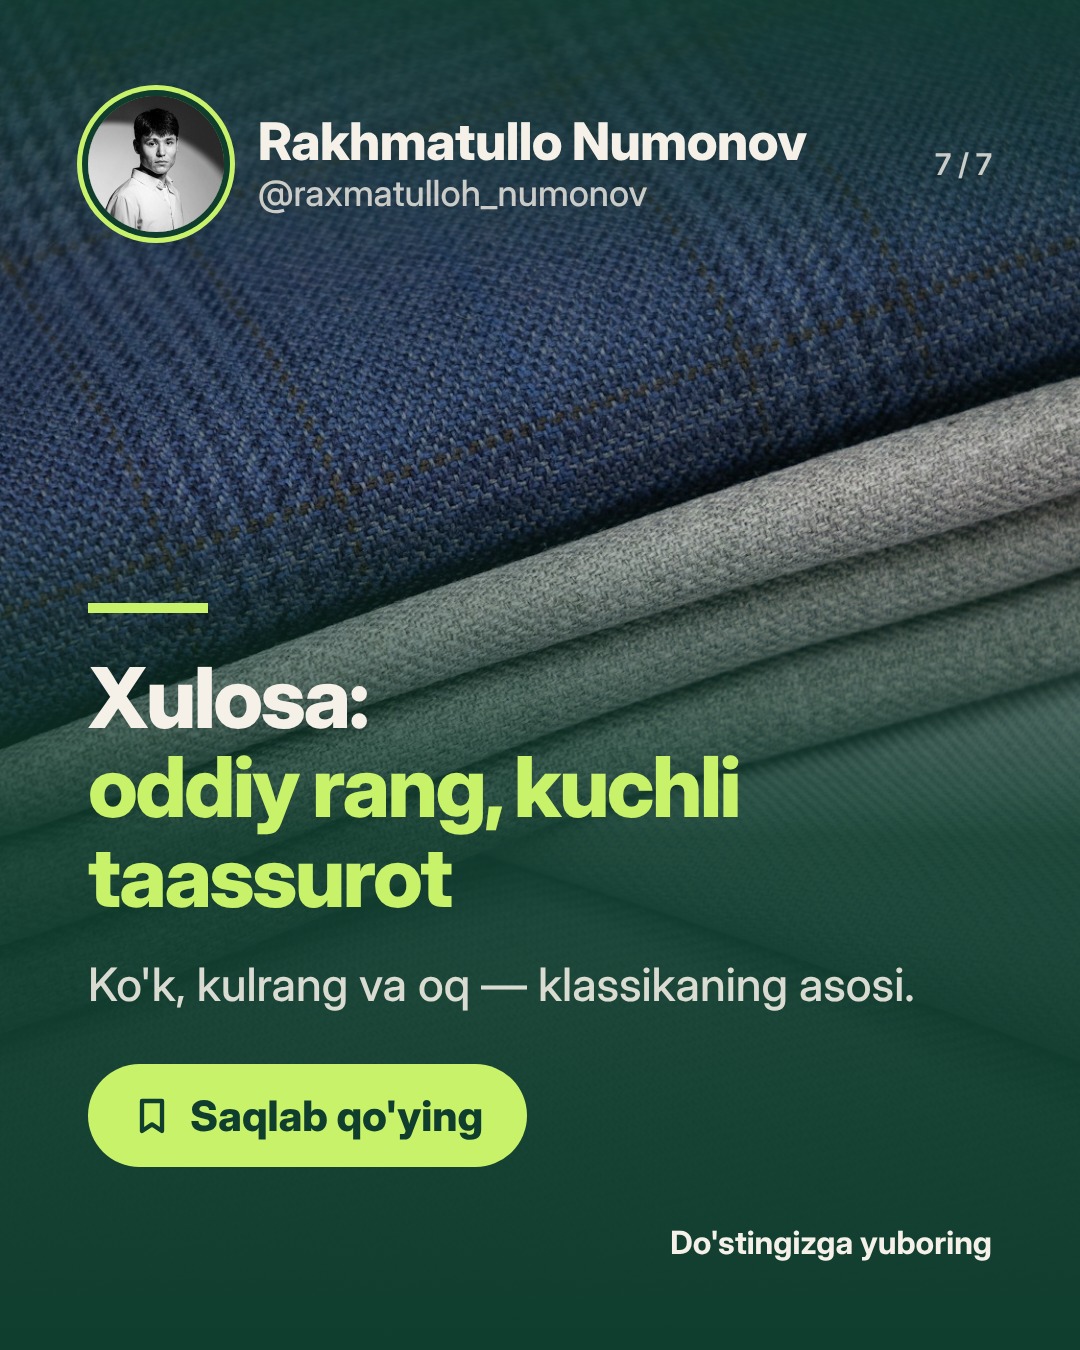 Rakhmatullo Numonov
@raxmatulloh_numonov
7 / 7
Xulosa:
oddiy rang, kuchli
taassurot
Ko'k, kulrang va oq — klassikaning asosi.
Saqlab qo'ying
Do'stingizga yuboring